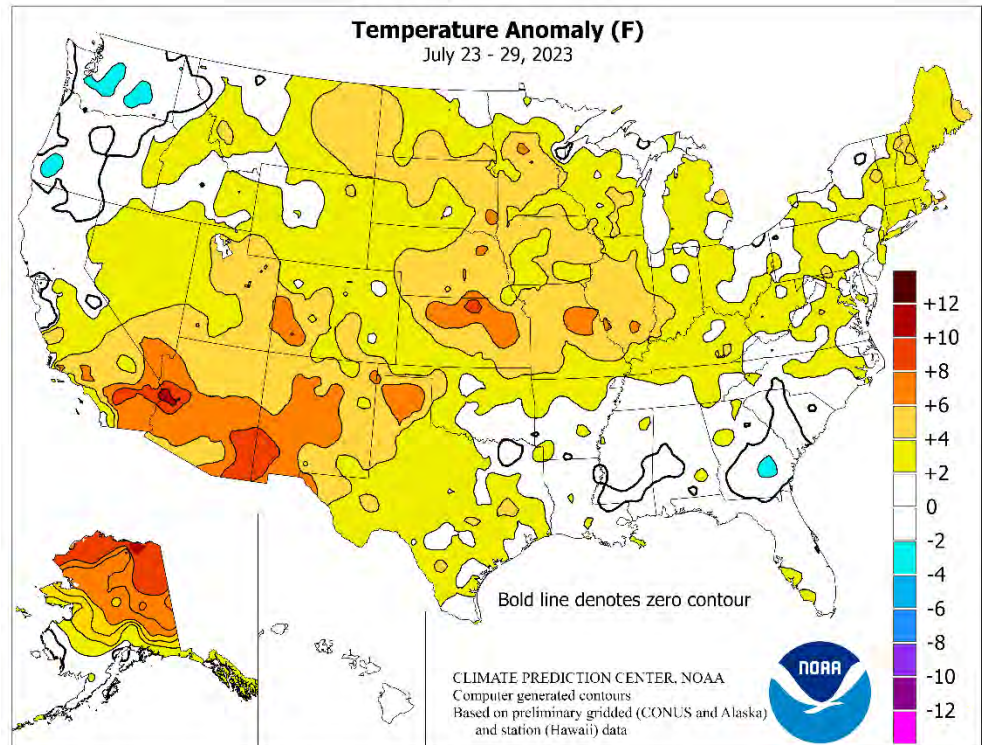 Temperature Anomaly (F)
July 23 - 29, 2023
+12
+10
+8
+6
+4
+2
0
-2
-4
-6
-8
-10
-12
Bold line denotes zero contour
CLIMATE PREDICTION CENTER, NOAA
Computer generated contours
Based on preliminary gridded (CONUS and Alaska)
and station (Hawaii) data
NOAA